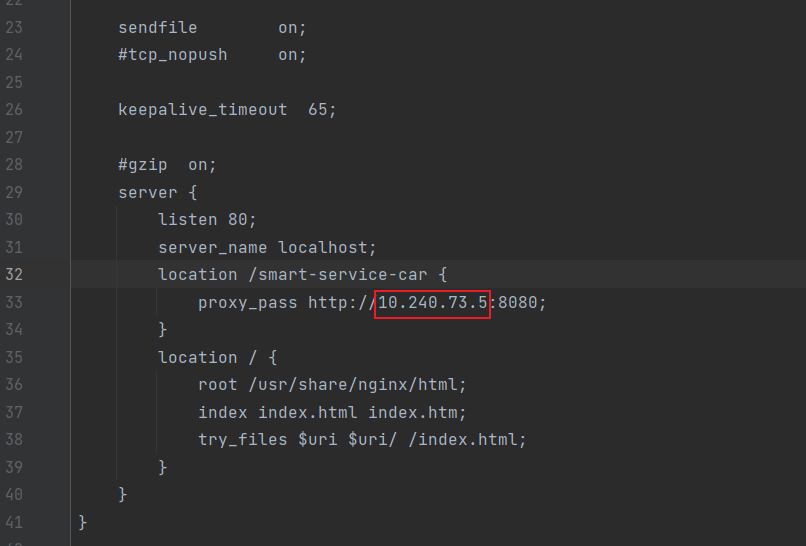 23 sendfile on;
24 #tcp_nopush on;
25
26 keepalive_timeout 65;
27
28 #gzip on;
29 server {
30 listen 80;
31 server_name localhost;
32 location /smart-service-car {
33 proxy_pass http://10.240.73.5:8080;
34 }
35 location / {
36 root /usr/share/nginx/html;
37 index index.html index.htm;
38 try_files $uri $uri/ /index.html;
39 }
40 }
41 }